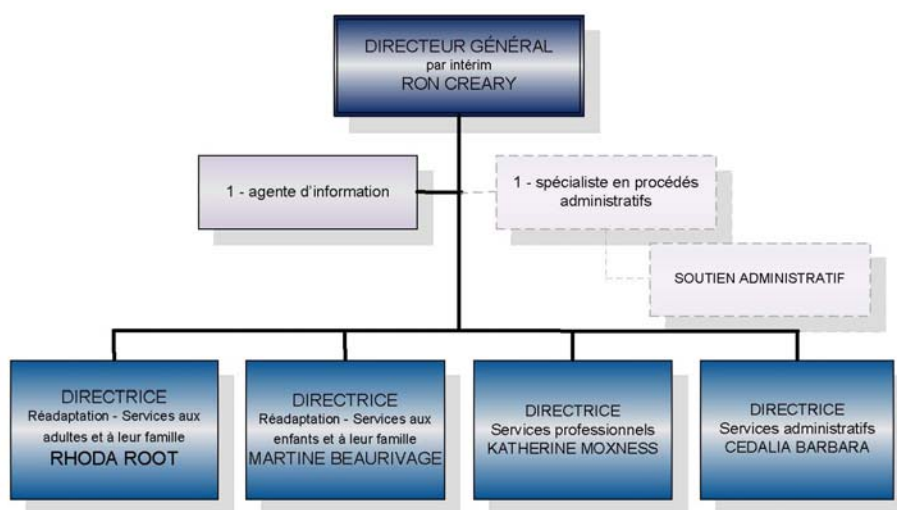 DIRECTEUR GÉNÉRAL
par intérim
RON CREARY
1 - agente d'information
1 - spécialiste en procédés
administratifs
SOUTIEN ADMINISTRATIF
DIRECTRICE
Réadaptation - Services aux
adultes et à leur famille
RHODA ROOT
DIRECTRICE
Réadaptation - Services aux
enfants et à leur famille
MARTINE BEAURIVAGE
DIRECTRICE
Services professionnels
KATHERINE MOXNESS
DIRECTRICE
Services administratifs
CEDALIA BARBARA